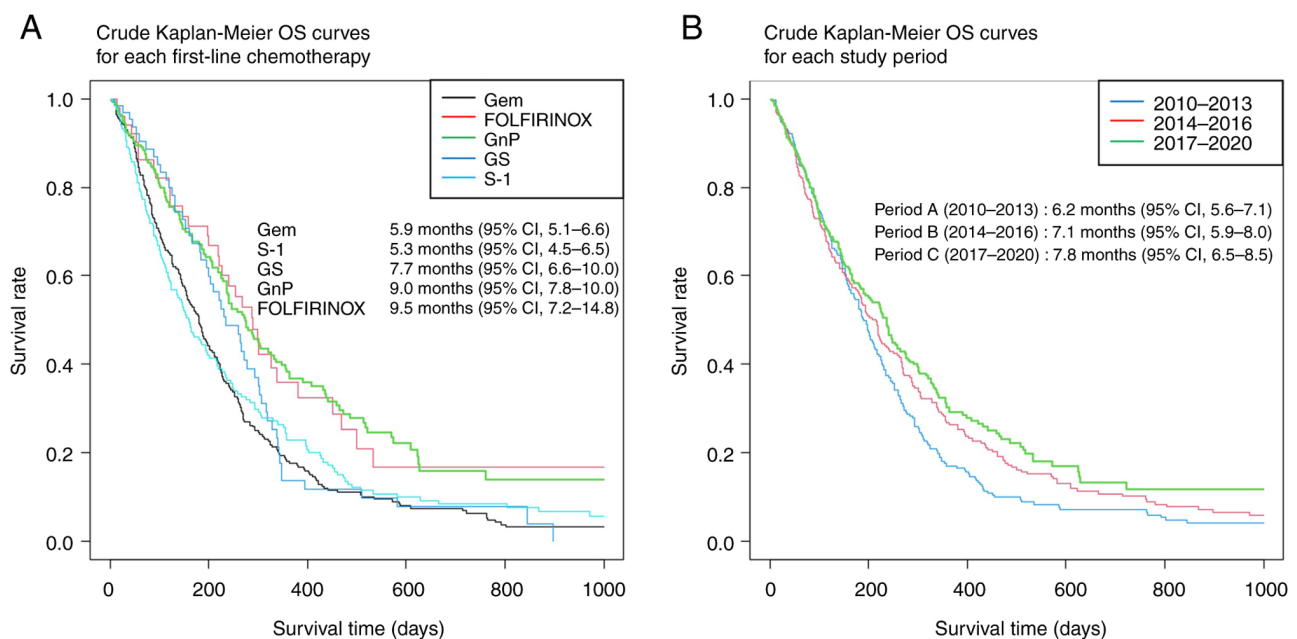 A
Crude Kaplan-Meier OS curves
for each first-line chemotherapy
Gem
FOLFIRINOX
GnP
GS
S-1
Gem 5.9 months (95% CI, 5.1–6.6)
S-1 5.3 months (95% CI, 4.5–6.5)
GS 7.7 months (95% CI, 6.6–10.0)
GnP 9.0 months (95% CI, 7.8–10.0)
FOLFIRINOX 9.5 months (95% CI, 7.2–14.8)
Survival rate
1.0
0.8
0.6
0.4
0.2
0.0
0 200 400 600 800 1000
Survival time (days)
B
Crude Kaplan-Meier OS curves
for each study period
2010–2013
2014–2016
2017–2020
Period A (2010–2013) : 6.2 months (95% CI, 5.6–7.1)
Period B (2014–2016) : 7.1 months (95% CI, 5.9–8.0)
Period C (2017–2020) : 7.8 months (95% CI, 6.5–8.5)
Survival rate
1.0
0.8
0.6
0.4
0.2
0.0
0 200 400 600 800 1000
Survival time (days)